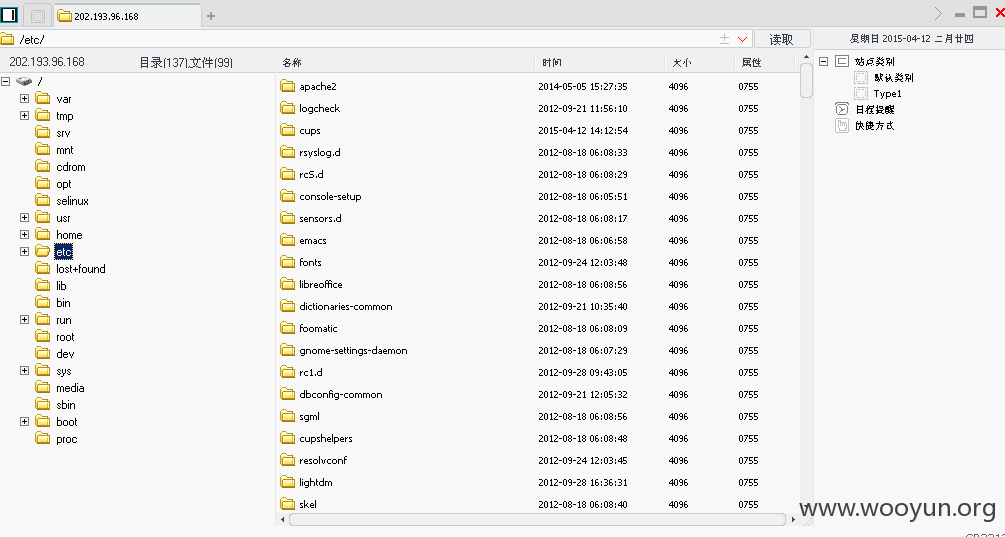 202.193.96.168
/etc/
读取
星期日 2015-04-12 二月廿四
202.193.96.168 目录(137),文件(99)
名称 时间 大小 属性
/
var
tmp
srv
mnt
cdrom
opt
selinux
usr
home
etc
lost+found
lib
bin
run
root
dev
sys
media
sbin
boot
proc
apache2 2014-05-05 15:27:35 4096 0755
logcheck 2012-09-21 11:56:10 4096 0755
cups 2015-04-12 14:12:54 4096 0755
rsyslog.d 2012-08-18 06:08:33 4096 0755
rcS.d 2012-08-18 06:08:29 4096 0755
console-setup 2012-08-18 06:05:51 4096 0755
sensors.d 2012-08-18 06:08:17 4096 0755
emacs 2012-08-18 06:06:58 4096 0755
fonts 2012-09-24 12:03:48 4096 0755
libreoffice 2012-08-18 06:08:56 4096 0755
dictionaries-common 2012-09-21 10:35:40 4096 0755
foomatic 2012-08-18 06:08:09 4096 0755
gnome-settings-daemon 2012-08-18 06:07:29 4096 0755
rc1.d 2012-09-28 09:43:05 4096 0755
dbconfig-common 2012-09-21 12:05:32 4096 0755
sgml 2012-08-18 06:08:56 4096 0755
cupshelpers 2012-08-18 06:08:48 4096 0755
resolvconf 2012-09-24 12:03:45 4096 0755
lightdm 2012-09-28 16:36:31 4096 0755
skel 2012-08-18 06:08:40 4096 0755
站点类别
默认类别
Type1
日程提醒
快捷方式
www.wooyun.org